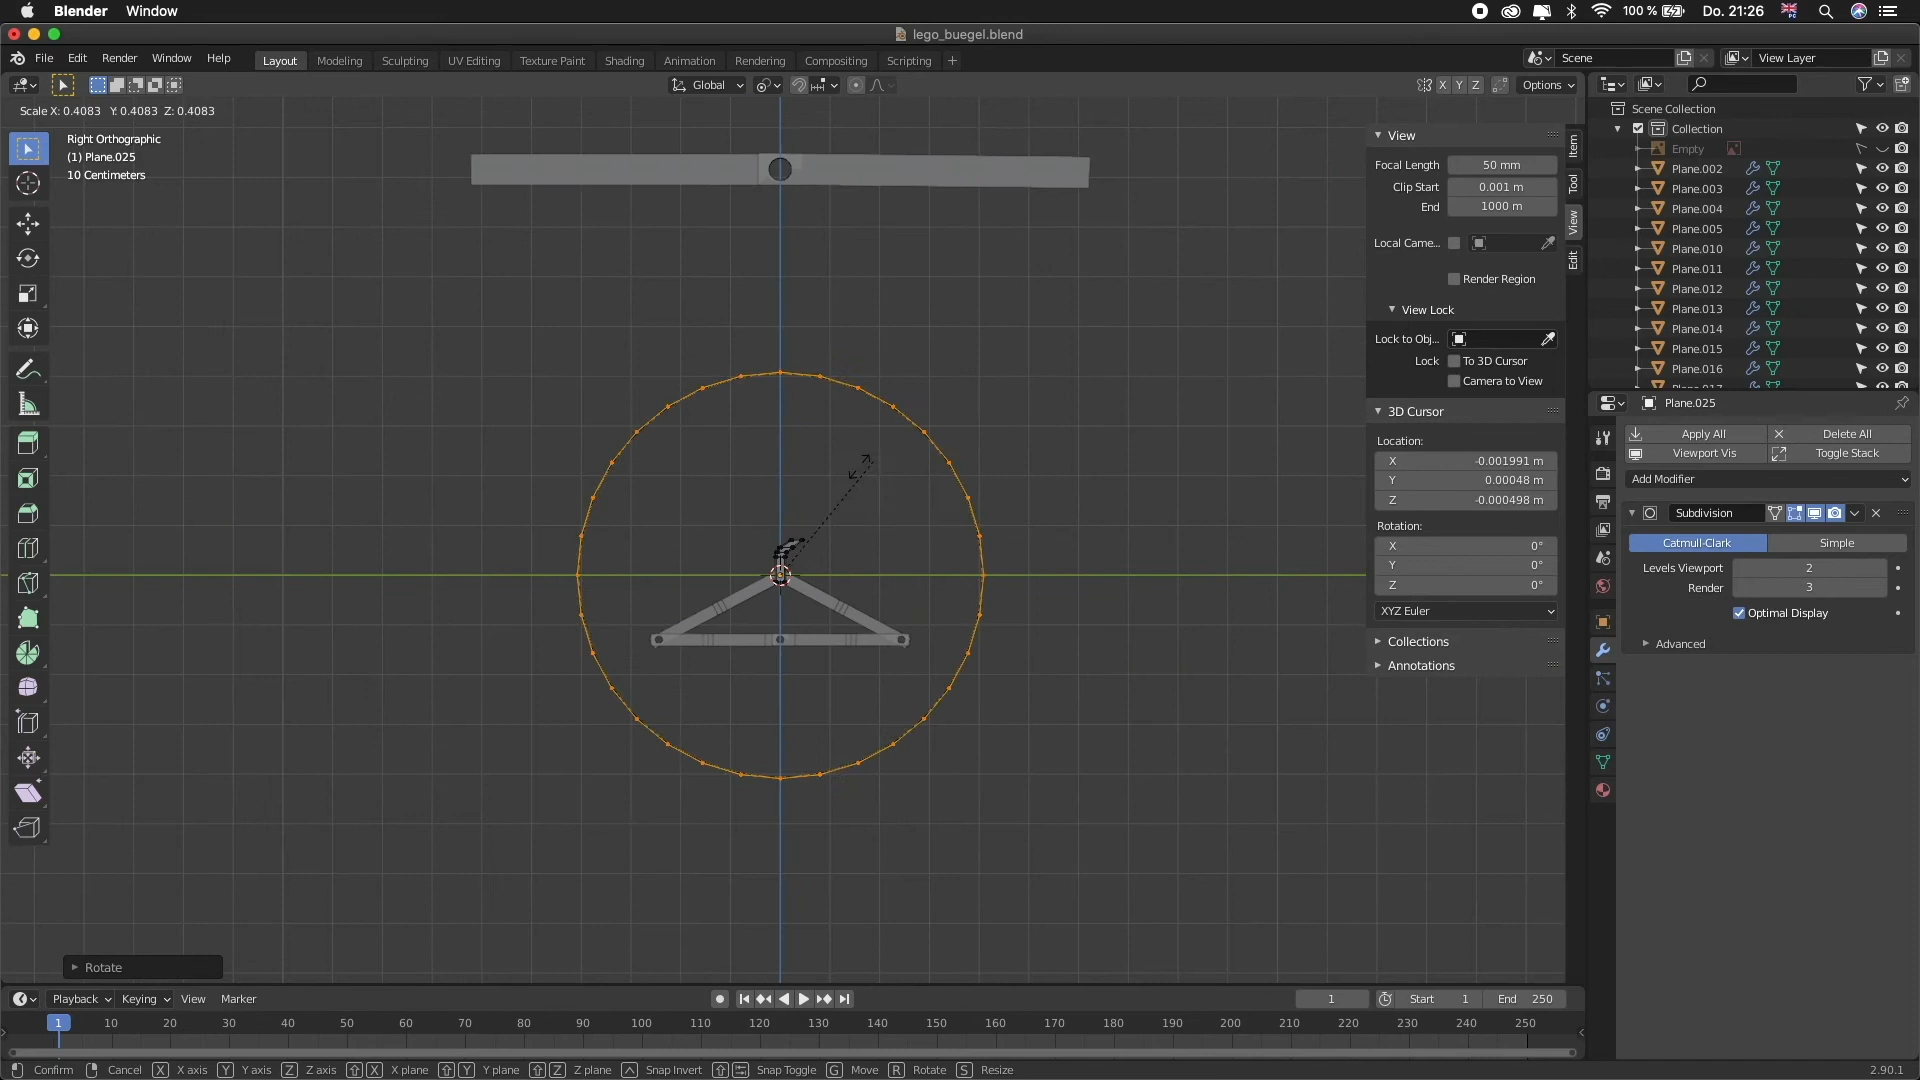 Blender Window 100 % Do. 21:26
lego_buegel.blend
File Edit Render Window Help Layout Modeling Sculpting UV Editing Texture Paint Shading Animation Rendering Compositing Scripting + Scene View Layer
Global X Y Z Options
Scale X: 0.4083 Y: 0.4083 Z: 0.4083
Right Orthographic
(1) Plane.025
10 Centimeters
View
Focal Length 50 mm
Clip Start 0.001 m
End 1000 m
Local Came...
Render Region
View Lock
Lock to Obj...
Lock To 3D Cursor
Camera to View
3D Cursor
Location:
X -0.001991 m
Y 0.00048 m
Z -0.000498 m
Rotation:
X 0°
Y 0°
Z 0°
XYZ Euler
Collections
Annotations
Item
Tool
View
Edit
Scene Collection
Collection
Empty
Plane.002
Plane.003
Plane.004
Plane.005
Plane.010
Plane.011
Plane.012
Plane.013
Plane.014
Plane.015
Plane.016
Plane.017
Plane.025
Apply All Delete All
Viewport Vis Toggle Stack
Add Modifier
Subdivision
Catmull-Clark Simple
Levels Viewport 2
Render 3
Optimal Display
Advanced
Rotate
Playback Keying View Marker 1 Start 1 End 250
1 10 20 30 40 50 60 70 80 90 100 110 120 130 140 150 160 170 180 190 200 210 220 230 240 250
Confirm Cancel X X axis Y Y axis Z Z axis X X plane Y Y plane Z Z plane Snap Invert Snap Toggle G Move R Rotate S Resize 2.90.1